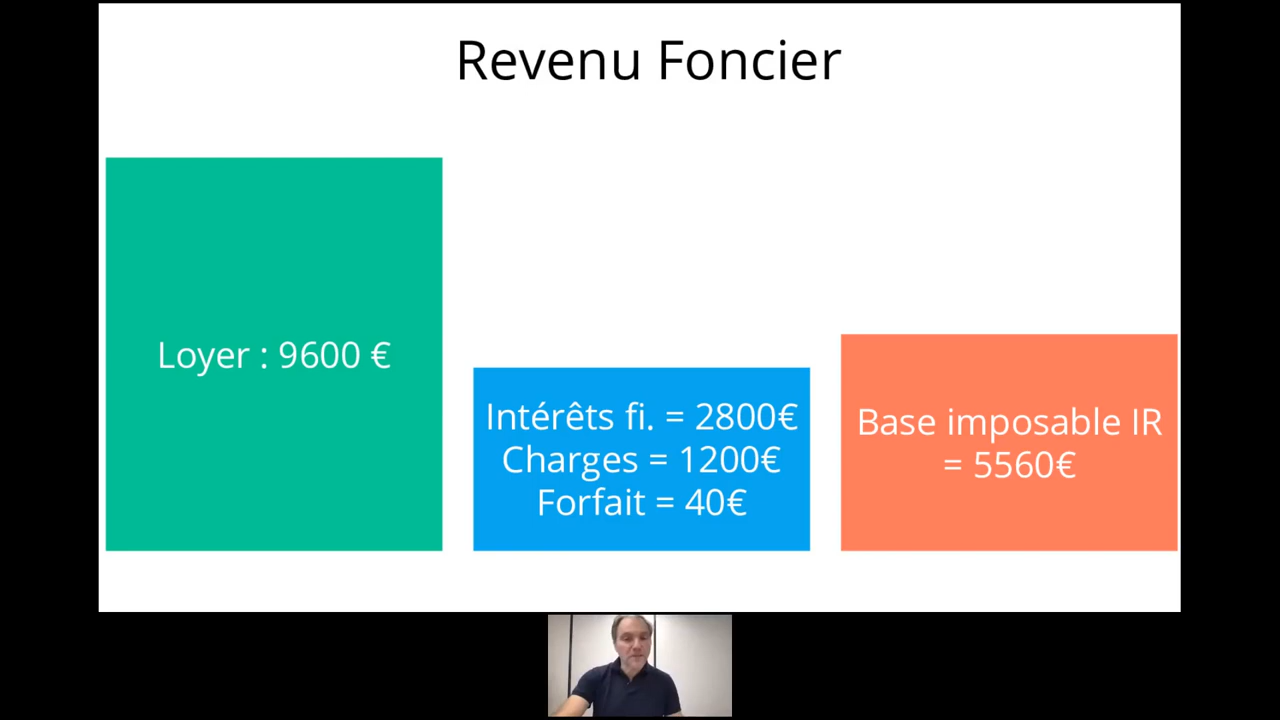 Revenu Foncier
Loyer : 9600 €
Intérêts fi. = 2800€
Charges = 1200€
Forfait = 40€
Base imposable IR
= 5560€